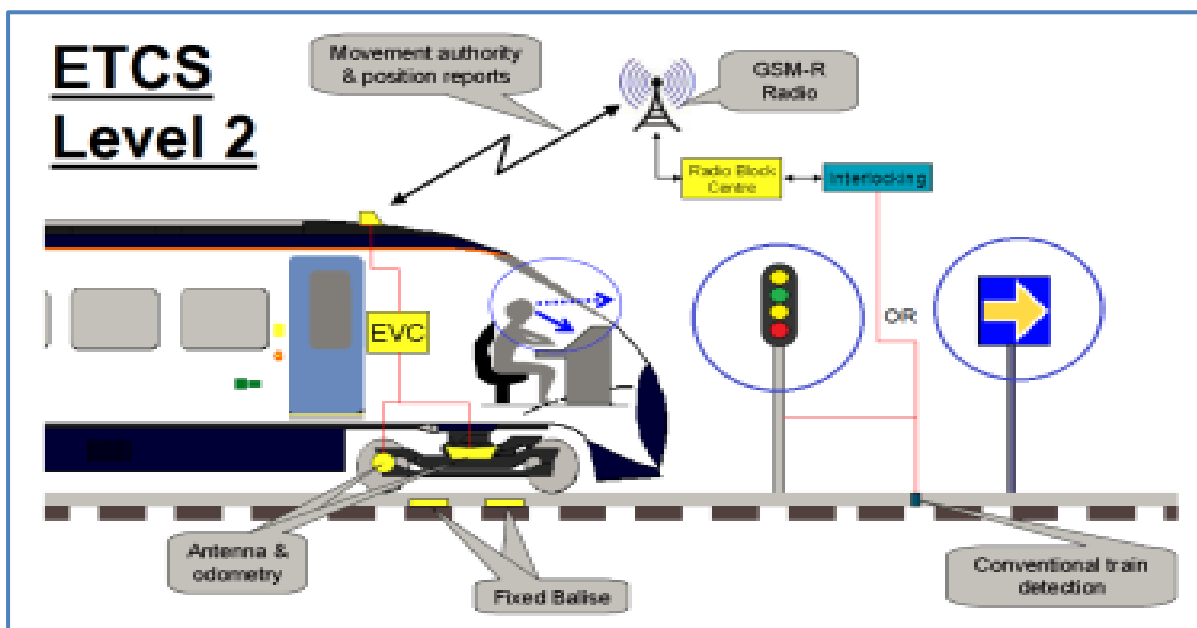 ETCS
Level 2
Movement authority
& position reports
GSM-R
Radio
Radio Block
Centre
Interlocking
EVC
OR
Antenna &
odometry
Fixed Balise
Conventional train
detection